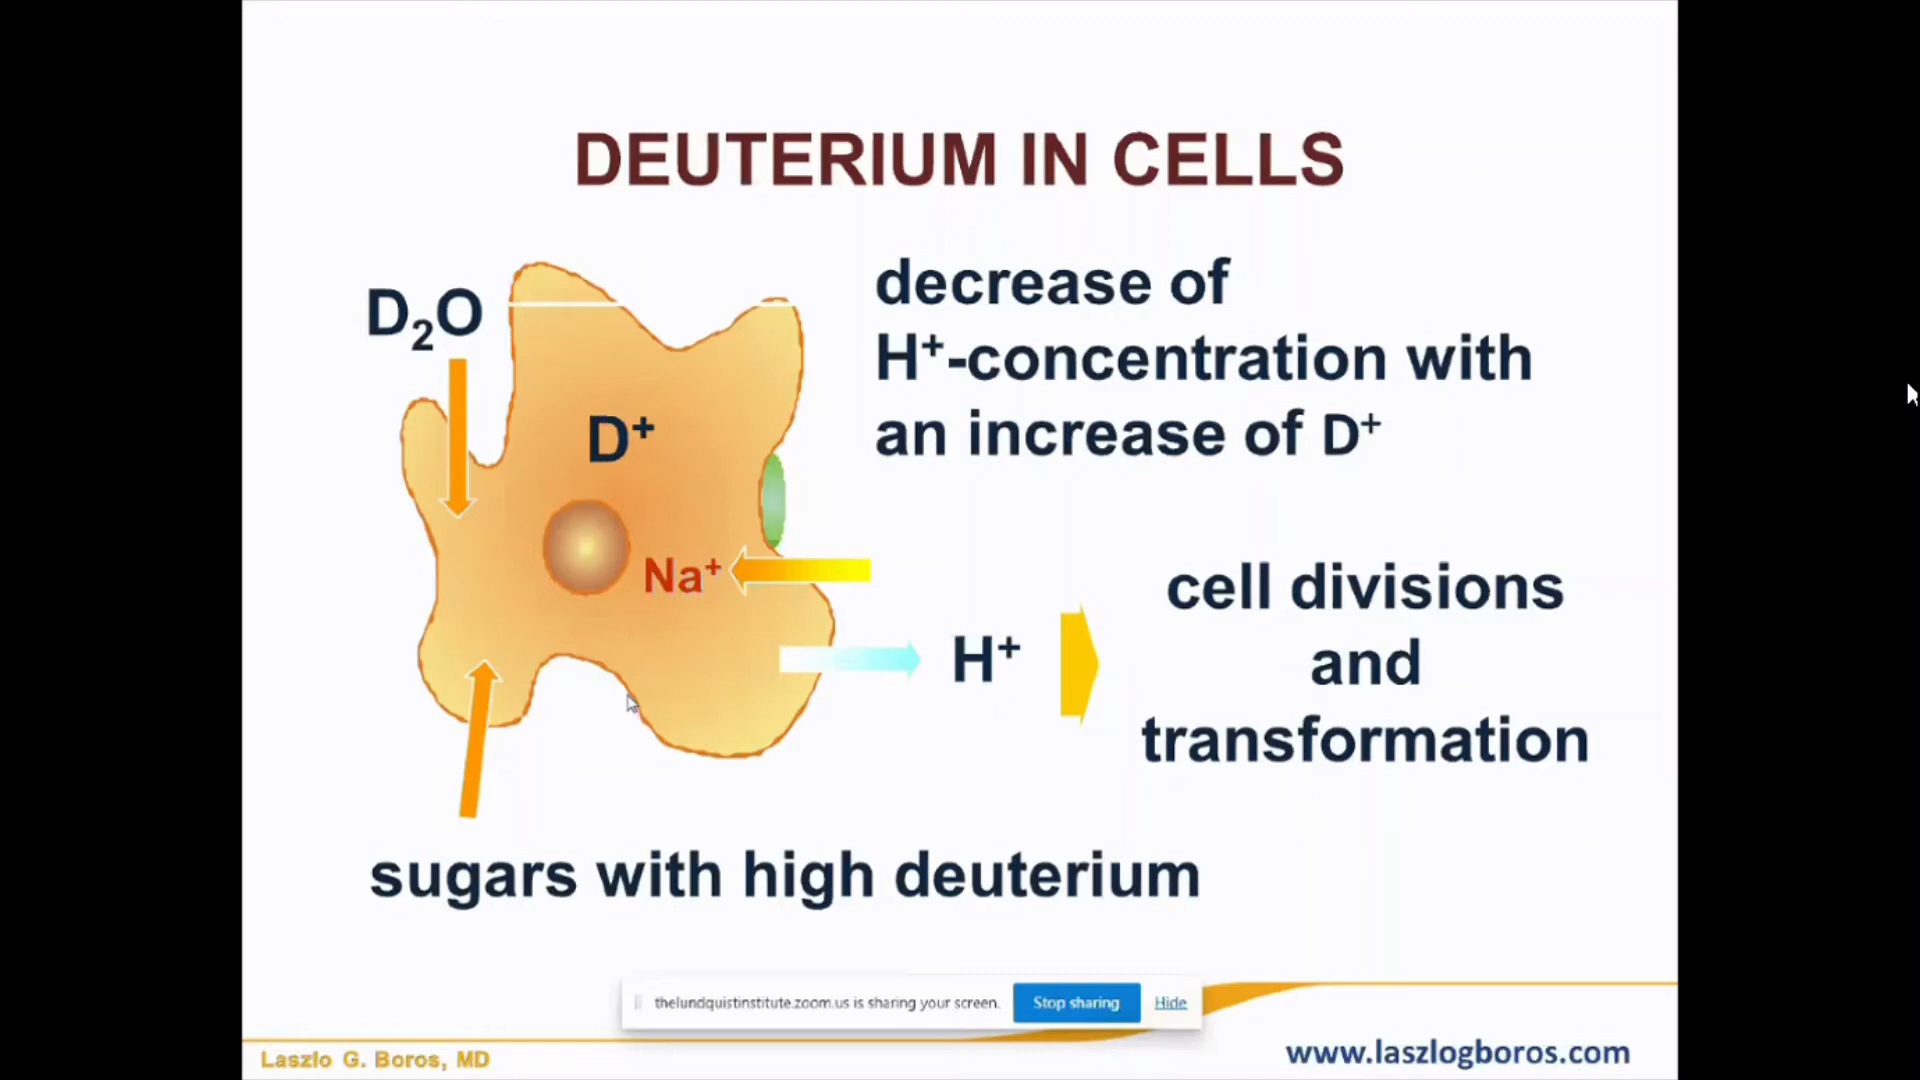 DEUTERIUM IN CELLS
D₂O
decrease of
H⁺-concentration with
an increase of D⁺
D⁺
Na⁺
H⁺
cell divisions
and
transformation
sugars with high deuterium
thelundquistinstitute.zoom.us is sharing your screen.
Stop sharing
Hide
Laszlo G. Boros, MD
www.laszlogboros.com